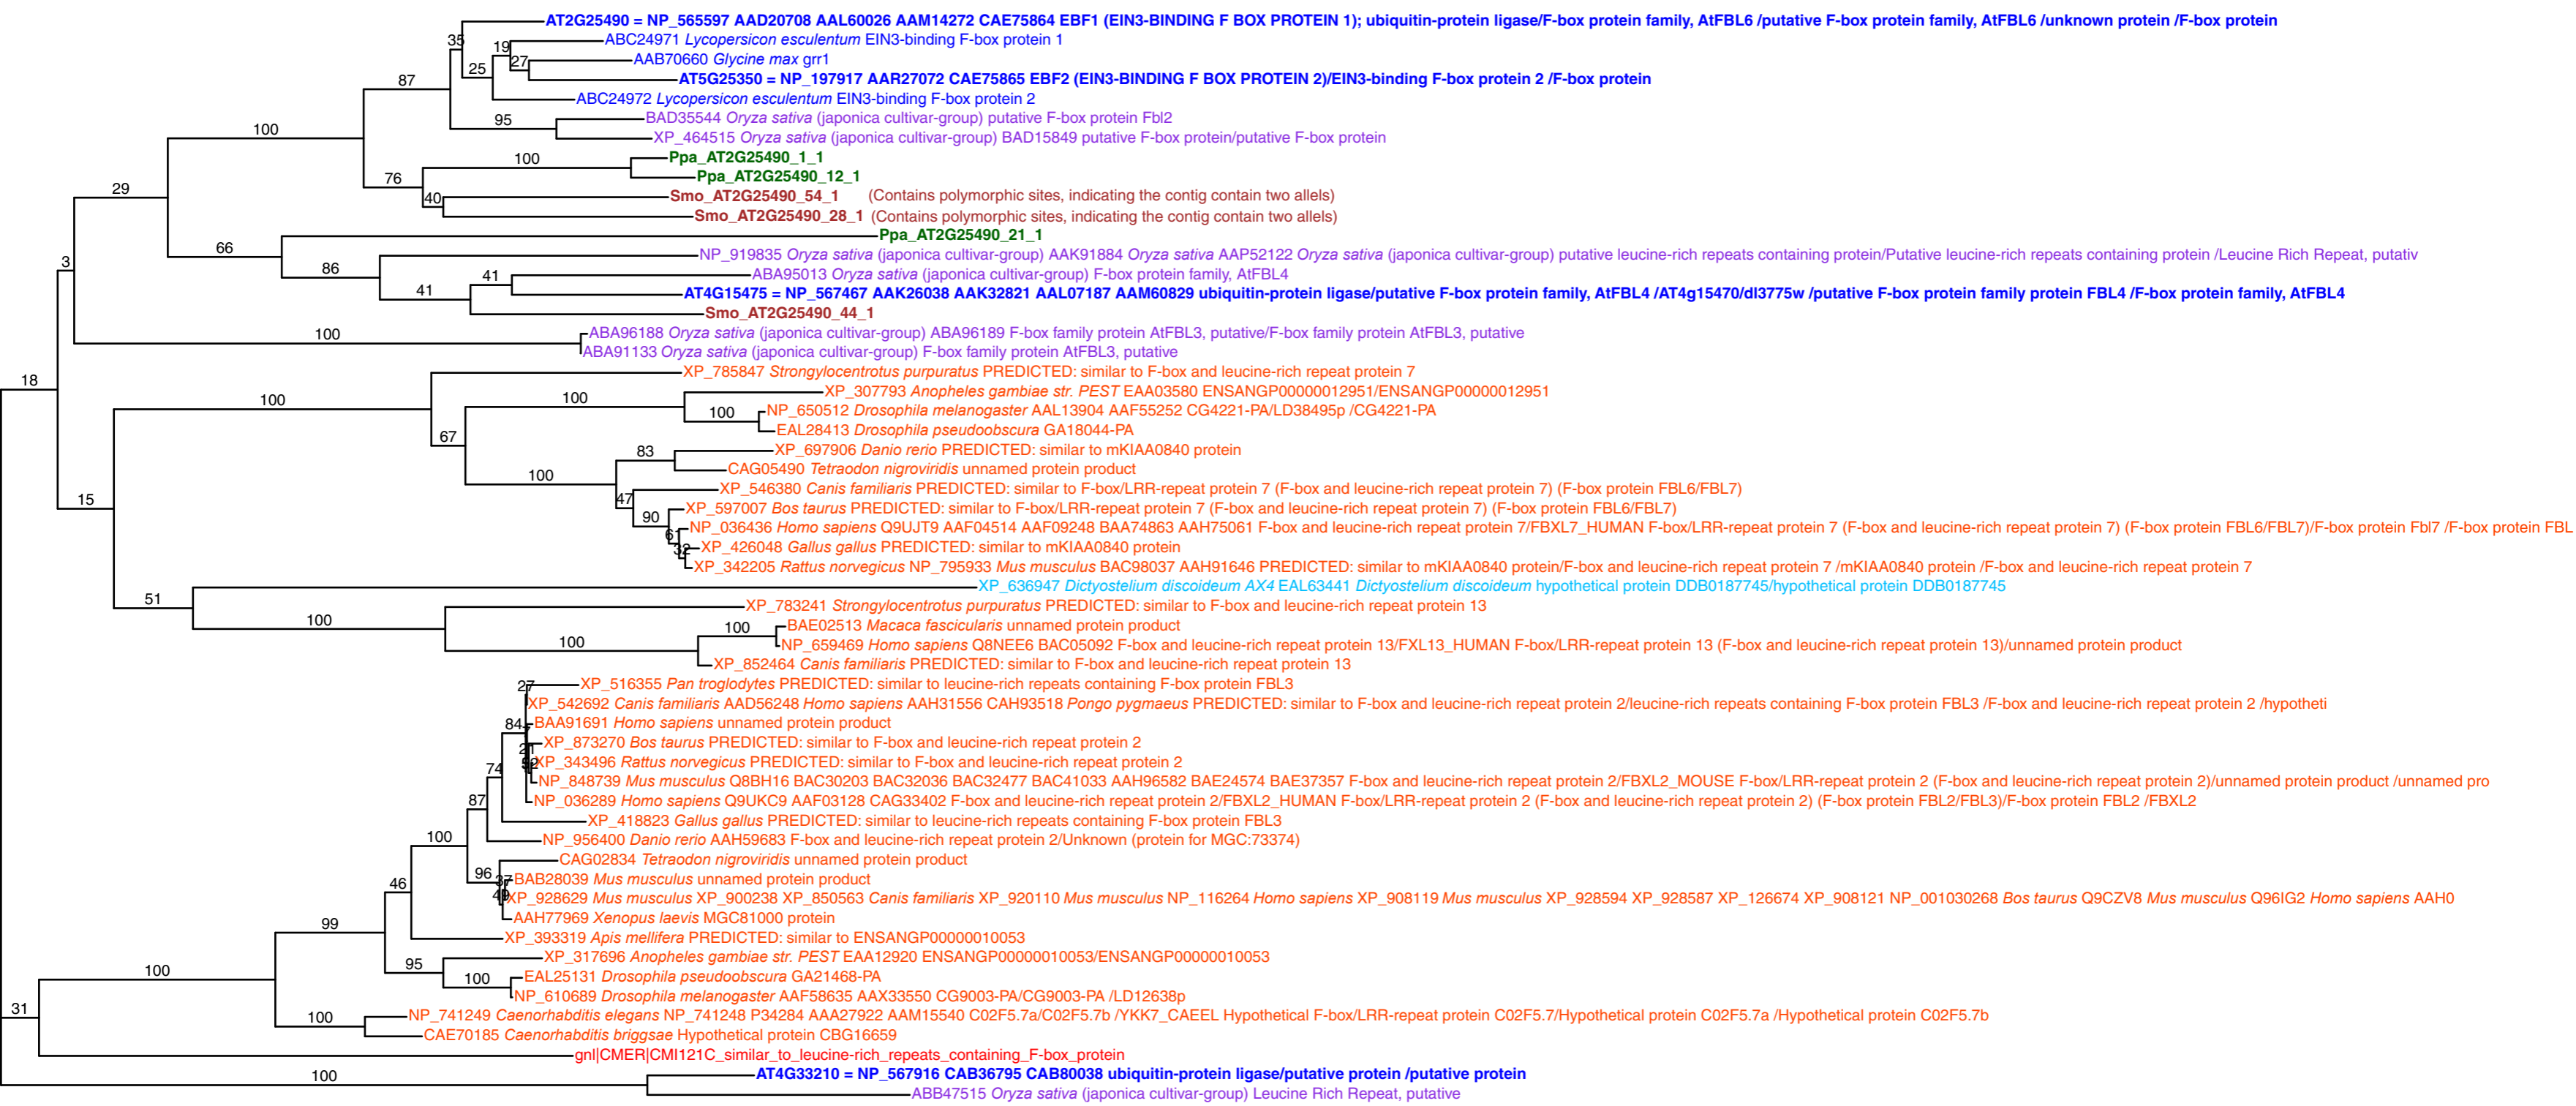 AT2G25490 = NP_565597 AAD20708 AAL60026 AAM14272 CAE75864 EBF1 (EIN3-BINDING F BOX PROTEIN 1); ubiquitin-protein ligase/F-box protein family, AtFBL6 /putative F-box protein family, AtFBL6 /unknown protein /F-box protein
35
19 ABC24971 Lycopersicon esculentum EIN3-binding F-box protein 1
27 AAB70660 Glycine max grr1
25
87 AT5G25350 = NP_197917 AAR27072 CAE75865 EBF2 (EIN3-BINDING F BOX PROTEIN 2)/EIN3-binding F-box protein 2 /F-box protein
ABC24972 Lycopersicon esculentum EIN3-binding F-box protein 2
95 BAD35544 Oryza sativa (japonica cultivar-group) putative F-box protein Fbl2
100 XP_464515 Oryza sativa (japonica cultivar-group) BAD15849 putative F-box protein/putative F-box protein
100 Ppa_AT2G25490_1_1
76 Ppa_AT2G25490_12_1
29 40 Smo_AT2G25490_54_1 (Contains polymorphic sites, indicating the contig contain two allels)
Smo_AT2G25490_28_1 (Contains polymorphic sites, indicating the contig contain two allels)
Ppa_AT2G25490_21_1
66 NP_919835 Oryza sativa (japonica cultivar-group) AAK91884 Oryza sativa AAP52122 Oryza sativa (japonica cultivar-group) putative leucine-rich repeats containing protein/Putative leucine-rich repeats containing protein /Leucine Rich Repeat, putativ
3 86 41 ABA95013 Oryza sativa (japonica cultivar-group) F-box protein family, AtFBL4
41 AT4G15475 = NP_567467 AAK26038 AAK32821 AAL07187 AAM60829 ubiquitin-protein ligase/putative F-box protein family, AtFBL4 /AT4g15470/dl3775w /putative F-box protein family protein FBL4 /F-box protein family, AtFBL4
Smo_AT2G25490_44_1
100 ABA96188 Oryza sativa (japonica cultivar-group) ABA96189 F-box family protein AtFBL3, putative/F-box family protein AtFBL3, putative
ABA91133 Oryza sativa (japonica cultivar-group) F-box family protein AtFBL3, putative
18 XP_785847 Strongylocentrotus purpuratus PREDICTED: similar to F-box and leucine-rich repeat protein 7
100 100 XP_307793 Anopheles gambiae str. PEST EAA03580 ENSANGP00000012951/ENSANGP00000012951
100 NP_650512 Drosophila melanogaster AAL13904 AAF55252 CG4221-PA/LD38495p /CG4221-PA
67 EAL28413 Drosophila pseudoobscura GA18044-PA
83 XP_697906 Danio rerio PREDICTED: similar to mKIAA0840 protein
100 CAG05490 Tetraodon nigroviridis unnamed protein product
15 47 XP_546380 Canis familiaris PREDICTED: similar to F-box/LRR-repeat protein 7 (F-box and leucine-rich repeat protein 7) (F-box protein FBL6/FBL7)
90 XP_597007 Bos taurus PREDICTED: similar to F-box/LRR-repeat protein 7 (F-box and leucine-rich repeat protein 7) (F-box protein FBL6/FBL7)
61 NP_036436 Homo sapiens Q9UJT9 AAF04514 AAF09248 BAA74863 AAH75061 F-box and leucine-rich repeat protein 7/FBXL7_HUMAN F-box/LRR-repeat protein 7 (F-box and leucine-rich repeat protein 7) (F-box protein FBL6/FBL7)/F-box protein Fbl7 /F-box protein FBL
32 XP_426048 Gallus gallus PREDICTED: similar to mKIAA0840 protein
XP_342205 Rattus norvegicus NP_795933 Mus musculus BAC98037 AAH91646 PREDICTED: similar to mKIAA0840 protein/F-box and leucine-rich repeat protein 7 /mKIAA0840 protein /F-box and leucine-rich repeat protein 7
51 XP_636947 Dictyostelium discoideum AX4 EAL63441 Dictyostelium discoideum hypothetical protein DDB0187745/hypothetical protein DDB0187745
100 XP_783241 Strongylocentrotus purpuratus PREDICTED: similar to F-box and leucine-rich repeat protein 13
100 BAE02513 Macaca fascicularis unnamed protein product
100 NP_659469 Homo sapiens Q8NEE6 BAC05092 F-box and leucine-rich repeat protein 13/FXL13_HUMAN F-box/LRR-repeat protein 13 (F-box and leucine-rich repeat protein 13)/unnamed protein product
XP_852464 Canis familiaris PREDICTED: similar to F-box and leucine-rich repeat protein 13
27 XP_516355 Pan troglodytes PREDICTED: similar to leucine-rich repeats containing F-box protein FBL3
XP_542692 Canis familiaris AAD56248 Homo sapiens AAH31556 CAH93518 Pongo pygmaeus PREDICTED: similar to F-box and leucine-rich repeat protein 2/leucine-rich repeats containing F-box protein FBL3 /F-box and leucine-rich repeat protein 2 /hypotheti
84 BAA91691 Homo sapiens unnamed protein product
XP_873270 Bos taurus PREDICTED: similar to F-box and leucine-rich repeat protein 2
74 XP_343496 Rattus norvegicus PREDICTED: similar to F-box and leucine-rich repeat protein 2
NP_848739 Mus musculus Q8BH16 BAC30203 BAC32036 BAC32477 BAC41033 AAH96582 BAE24574 BAE37357 F-box and leucine-rich repeat protein 2/FBXL2_MOUSE F-box/LRR-repeat protein 2 (F-box and leucine-rich repeat protein 2)/unnamed protein product /unnamed pro
87 NP_036289 Homo sapiens Q9UKC9 AAF03128 CAG33402 F-box and leucine-rich repeat protein 2/FBXL2_HUMAN F-box/LRR-repeat protein 2 (F-box and leucine-rich repeat protein 2) (F-box protein FBL2/FBL3)/F-box protein FBL2 /FBXL2
XP_418823 Gallus gallus PREDICTED: similar to leucine-rich repeats containing F-box protein FBL3
100 NP_956400 Danio rerio AAH59683 F-box and leucine-rich repeat protein 2/Unknown (protein for MGC:73374)
CAG02834 Tetraodon nigroviridis unnamed protein product
46 96 37 BAB28039 Mus musculus unnamed protein product
XP_928629 Mus musculus XP_900238 XP_850563 Canis familiaris XP_920110 Mus musculus NP_116264 Homo sapiens XP_908119 Mus musculus XP_928594 XP_928587 XP_126674 XP_908121 NP_001030268 Bos taurus Q9CZV8 Mus musculus Q96IG2 Homo sapiens AAH0
99 AAH77969 Xenopus laevis MGC81000 protein
XP_393319 Apis mellifera PREDICTED: similar to ENSANGP00000010053
95 XP_317696 Anopheles gambiae str. PEST EAA12920 ENSANGP00000010053/ENSANGP00000010053
100 100 EAL25131 Drosophila pseudoobscura GA21468-PA
NP_610689 Drosophila melanogaster AAF58635 AAX33550 CG9003-PA/CG9003-PA /LD12638p
31 100 NP_741249 Caenorhabditis elegans NP_741248 P34284 AAA27922 AAM15540 C02F5.7a/C02F5.7b /YKK7_CAEEL Hypothetical F-box/LRR-repeat protein C02F5.7/Hypothetical protein C02F5.7a /Hypothetical protein C02F5.7b
CAE70185 Caenorhabditis briggsae Hypothetical protein CBG16659
gnl|CMER|CMI121C_similar_to_leucine-rich_repeats_containing_F-box_protein
100 AT4G33210 = NP_567916 CAB36795 CAB80038 ubiquitin-protein ligase/putative protein /putative protein
ABB47515 Oryza sativa (japonica cultivar-group) Leucine Rich Repeat, putative